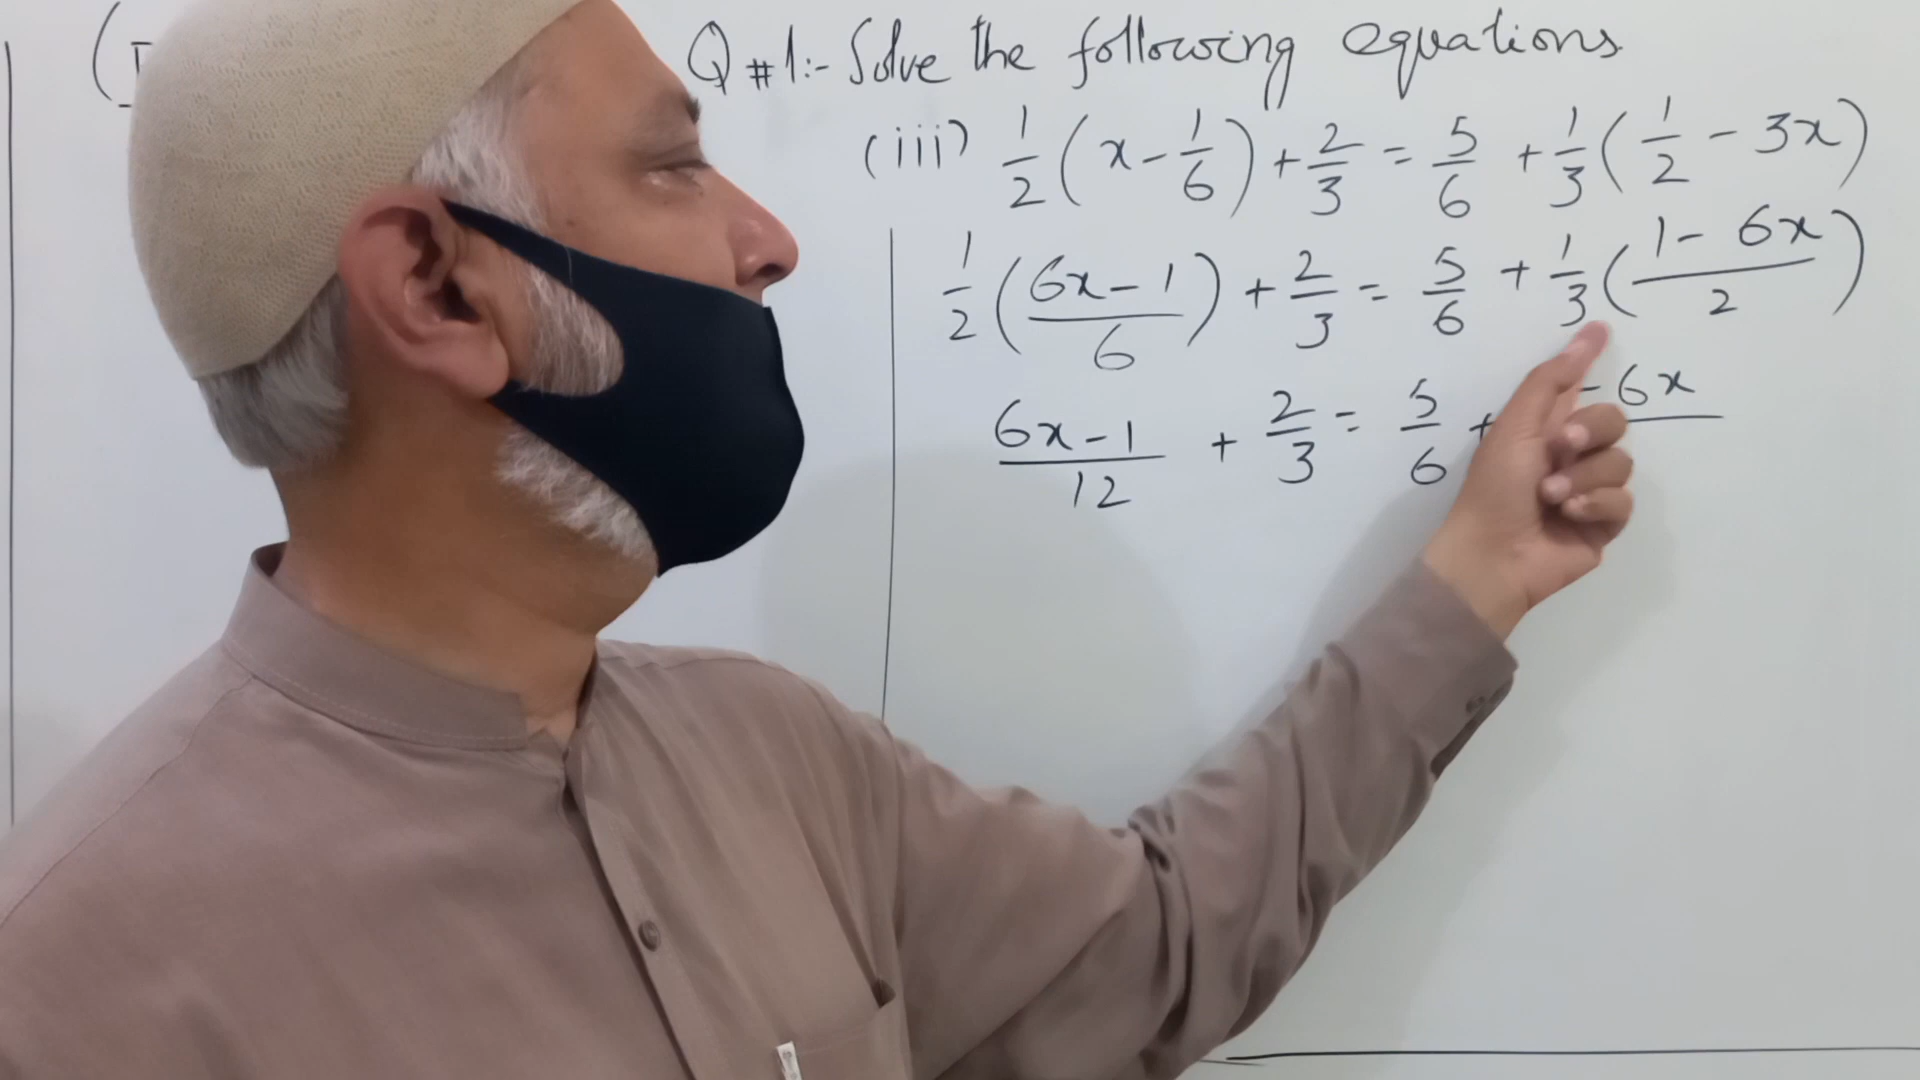 Q #1:- Solve the following equations
(iii) 1/2 (x - 1/6) + 2/3 = 5/6 + 1/3 (1/2 - 3x)
1/2 ((6x - 1)/6) + 2/3 = 5/6 + 1/3 ((1 - 6x)/2)
(6x - 1)/12 + 2/3 = 5/6 + - 6x